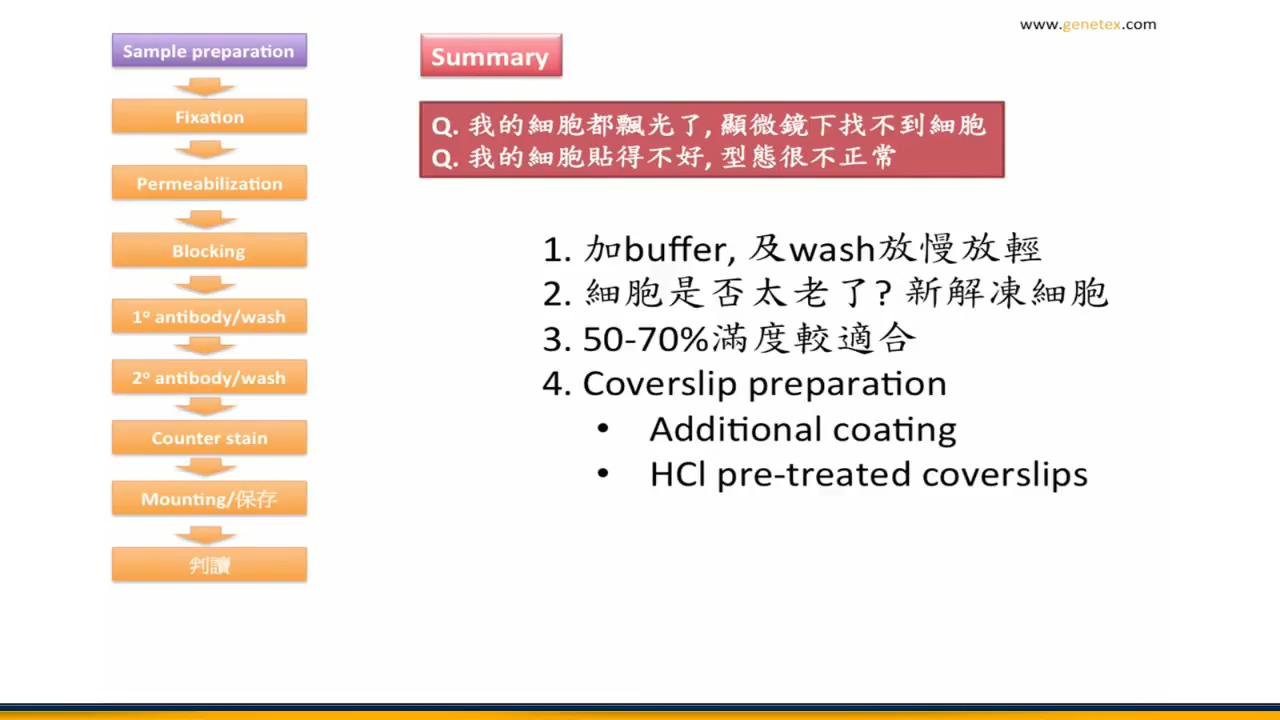 www.genetex.com
Sample preparation
Fixation
Permeabilization
Blocking
1º antibody/wash
2º antibody/wash
Counter stain
Mounting/保存
判讀
Summary
Q. 我的細胞都飄光了, 顯微鏡下找不到細胞
Q. 我的細胞貼得不好, 型態很不正常
1. 加buffer, 及wash放慢放輕
2. 細胞是否太老了? 新解凍細胞
3. 50-70%滿度較適合
4. Coverslip preparation
• Additional coating
• HCl pre-treated coverslips